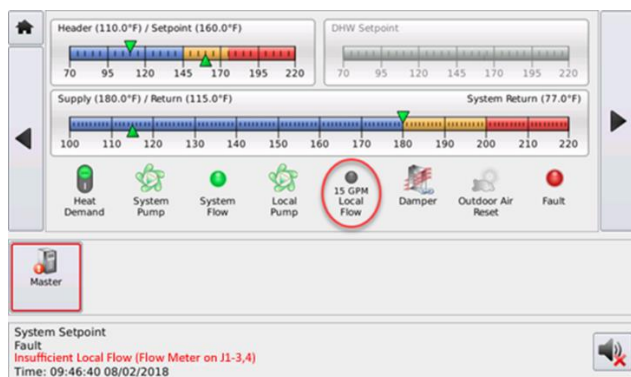 Header (110.0°F) / Setpoint (160.0°F)
70 95 120 145 170 195 220
DHW Setpoint
70 95 120 145 170 195 220
Supply (180.0°F) / Return (115.0°F) System Return (77.0°F)
100 110 120 130 140 150 160 170 180 190 200 210 220
Heat
Demand
System
Pump
System
Flow
Local
Pump
15 GPM
Local
Flow
Damper
Outdoor Air
Reset
Fault
Master
System Setpoint
Fault
Insufficient Local Flow (Flow Meter on J1-3,4)
Time: 09:46:40 08/02/2018